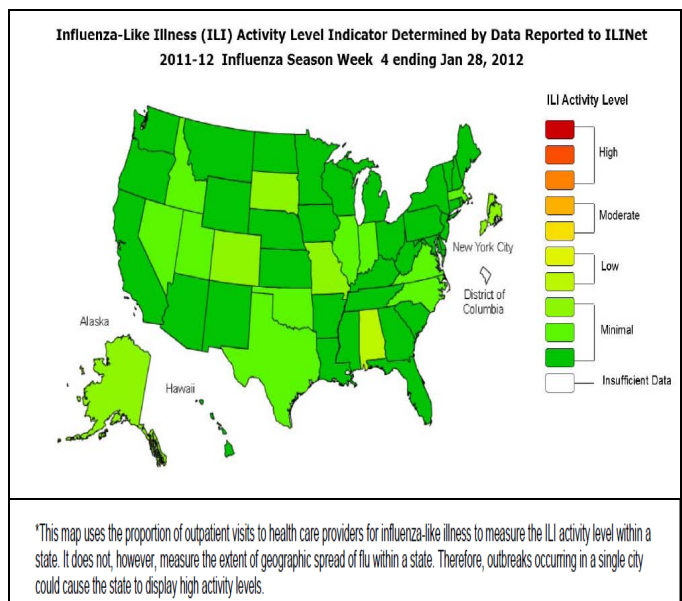 Influenza-Like Illness (ILI) Activity Level Indicator Determined by Data Reported to ILINet
2011-12 Influenza Season Week 4 ending Jan 28, 2012
ILI Activity Level
High
Moderate
Low
Minimal
Insufficient Data
New York City
District of
Columbia
Alaska
Hawaii
*This map uses the proportion of outpatient visits to health care providers for influenza-like illness to measure the ILI activity level within a
state. It does not, however, measure the extent of geographic spread of flu within a state. Therefore, outbreaks occurring in a single city
could cause the state to display high activity levels.